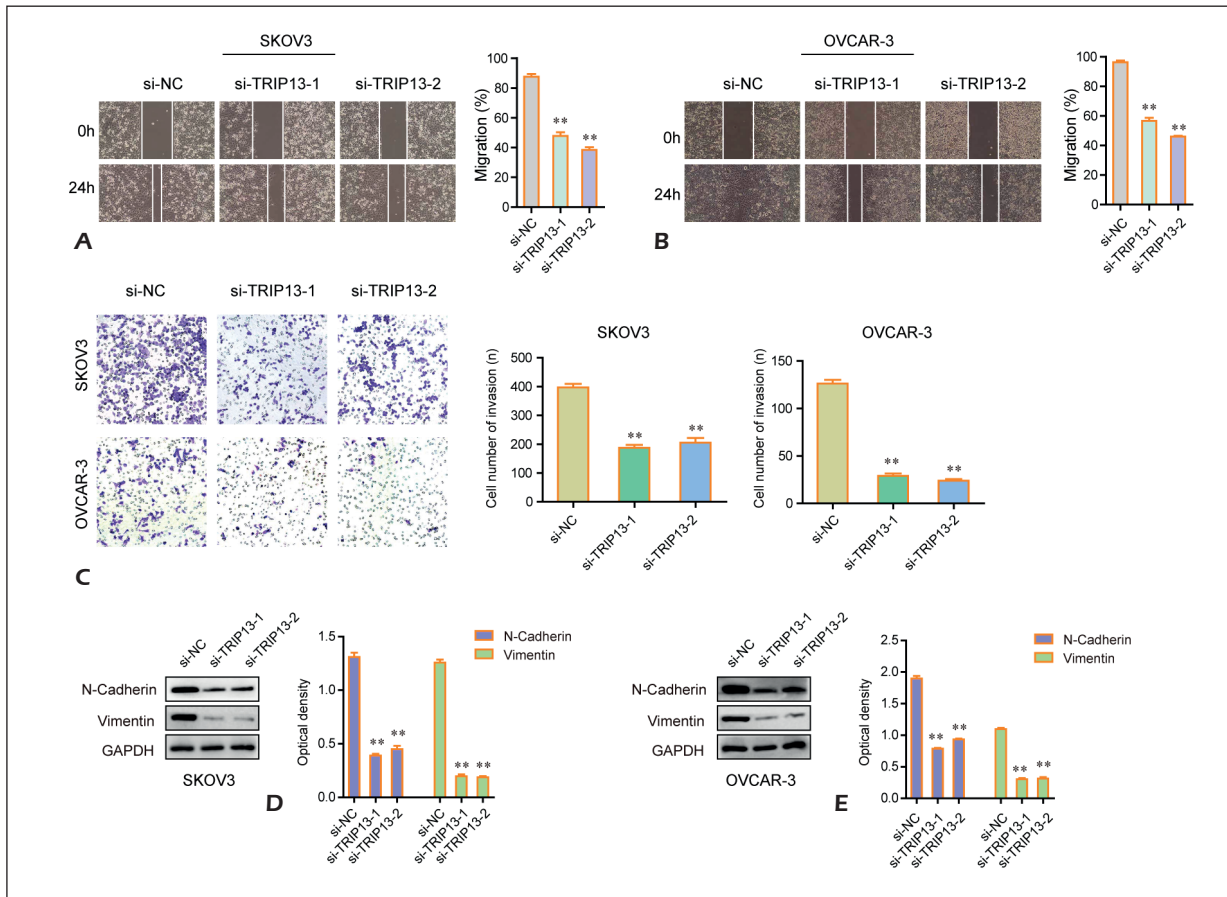 SKOV3
si-NC si-TRIP13-1 si-TRIP13-2
0h
24h
A
Migration (%)
100
80
60
40
20
0
**
**
si-NC
si-TRIP13-1
si-TRIP13-2
OVCAR-3
si-NC si-TRIP13-1 si-TRIP13-2
0h
24h
B
Migration (%)
100
80
60
40
20
0
**
**
si-NC
si-TRIP13-1
si-TRIP13-2
si-NC si-TRIP13-1 si-TRIP13-2
SKOV3
OVCAR-3
C
SKOV3
Cell number of invasion (n)
500
400
300
200
100
0
**
**
si-NC
si-TRIP13-1
si-TRIP13-2
OVCAR-3
Cell number of invasion (n)
150
100
50
0
**
**
si-NC
si-TRIP13-1
si-TRIP13-2
si-NC
si-TRIP13-1
si-TRIP13-2
N-Cadherin
Vimentin
GAPDH
SKOV3
D
Optical density
1.5
1.0
0.5
0.0
**
**
**
**
si-NC
si-TRIP13-1
si-TRIP13-2
si-NC
si-TRIP13-1
si-TRIP13-2
N-Cadherin
Vimentin
si-NC
si-TRIP13-1
si-TRIP13-2
N-Cadherin
Vimentin
GAPDH
OVCAR-3
E
Optical density
2.5
2.0
1.5
1.0
0.5
0.0
**
**
**
**
si-NC
si-TRIP13-1
si-TRIP13-2
si-NC
si-TRIP13-1
si-TRIP13-2
N-Cadherin
Vimentin